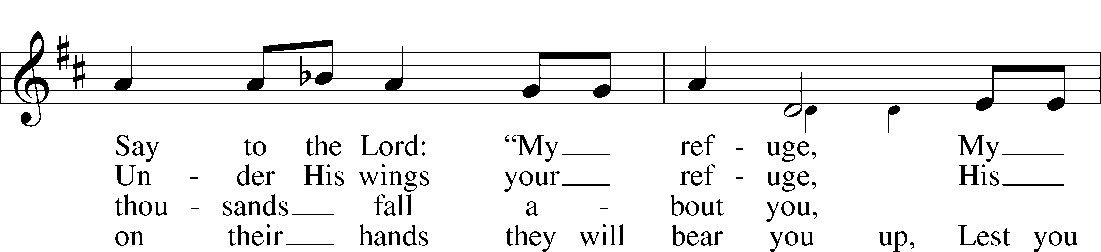 Say to the Lord: “My ref - uge, My
Un - der His wings your ref - uge, His
thou - sands fall a - bout you,
on their hands they will bear you up, Lest you